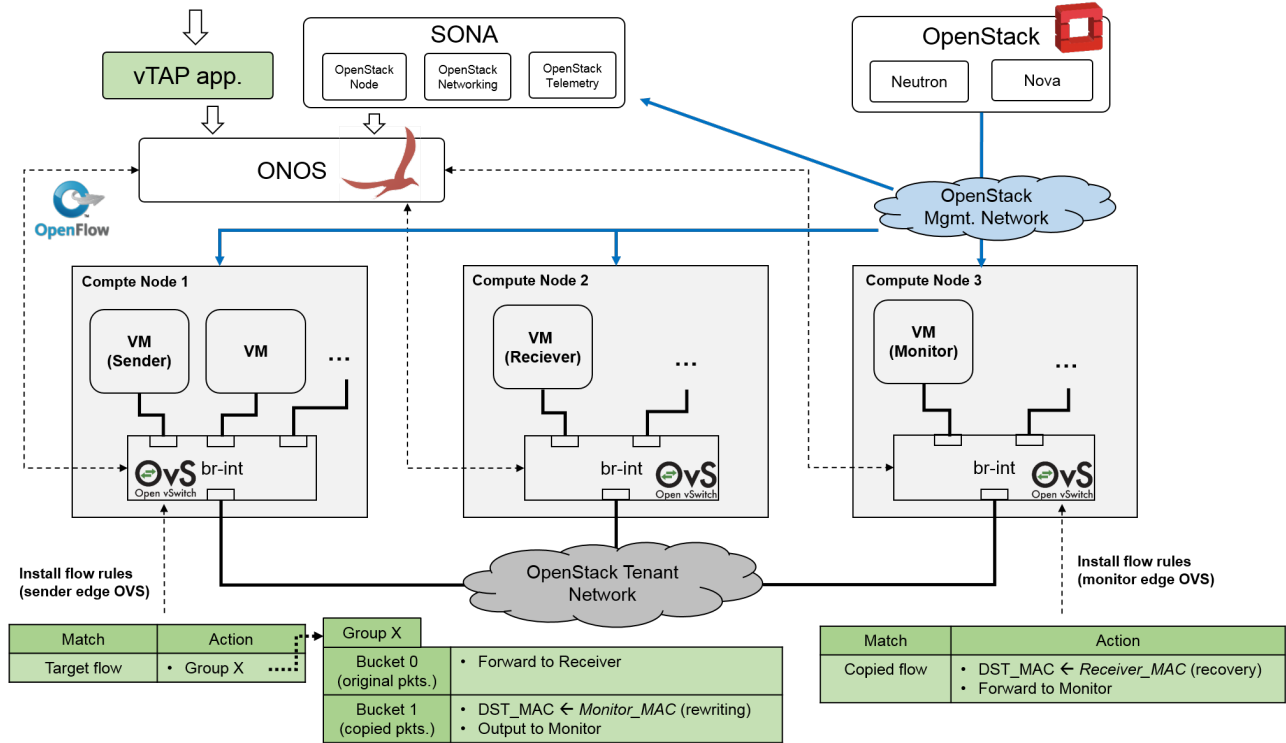 SONA
OpenStack
Node
OpenStack
Networking
OpenStack
Telemetry
OpenStack
Neutron
Nova
vTAP app.
ONOS
OpenFlow
™
OpenStack
Mgmt. Network
Compte Node 1
VM
(Sender)
VM
...
OvS
Open vSwitch
br-int
Compute Node 2
VM
(Reciever)
...
br-int
OvS
Open vSwitch
Compute Node 3
VM
(Monitor)
...
br-int
OvS
Open vSwitch
OpenStack Tenant
Network
Install flow rules
(sender edge OVS)
Install flow rules
(monitor edge OVS)
Match Action
Target flow • Group X
Group X
Bucket 0
(original pkts.)
• Forward to Receiver
Bucket 1
(copied pkts.)
• DST_MAC ← Monitor_MAC (rewriting)
• Output to Monitor
Match Action
Copied flow • DST_MAC ← Receiver_MAC (recovery)
• Forward to Monitor